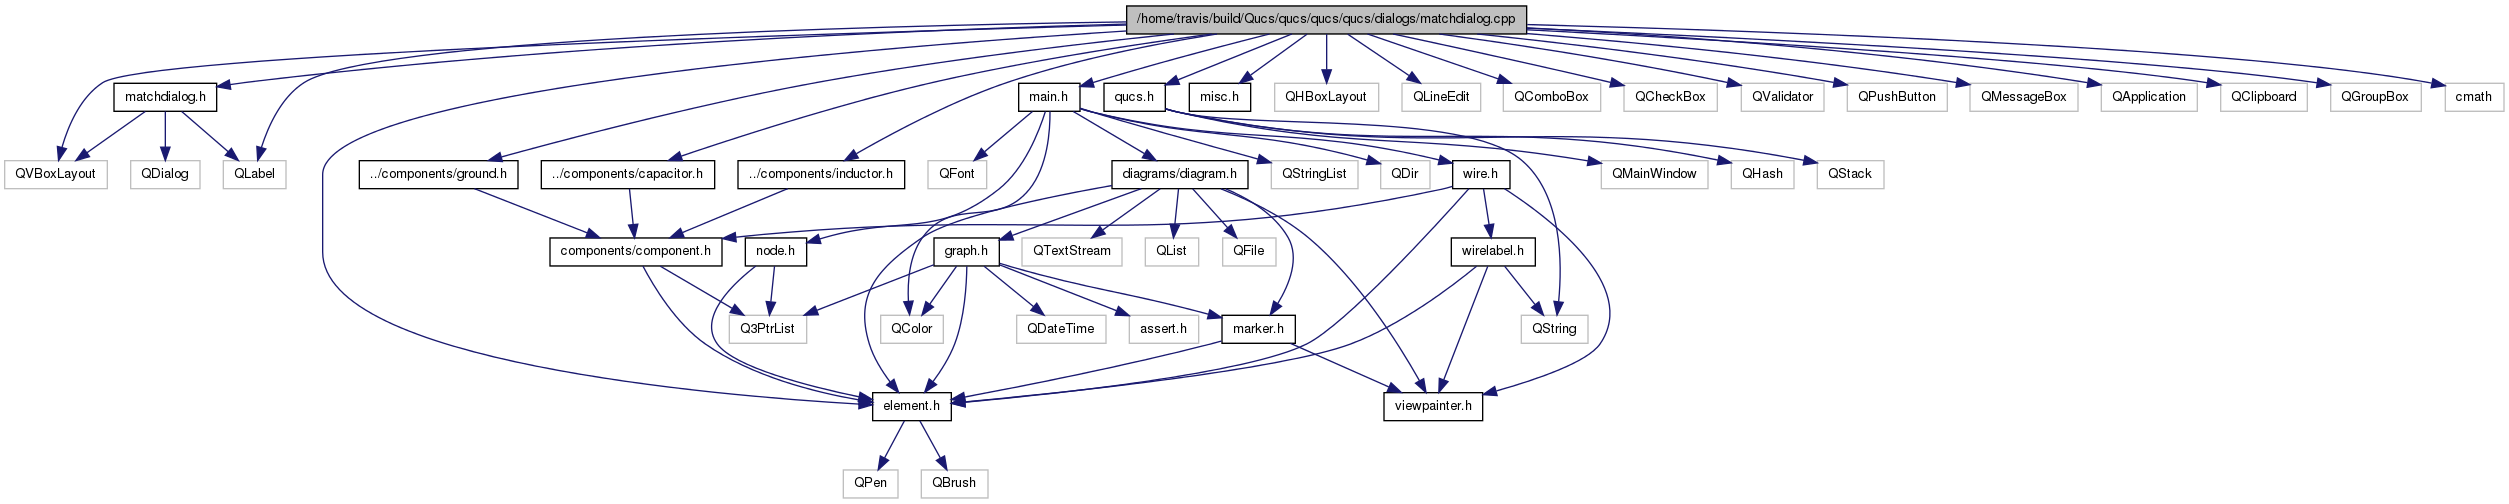 /home/travis/build/Qucs/qucs/qucs/qucs/dialogs/matchdialog.cpp
matchdialog.h
main.h
qucs.h
misc.h
QHBoxLayout
QLineEdit
QComboBox
QCheckBox
QValidator
QPushButton
QMessageBox
QApplication
QClipboard
QGroupBox
cmath
QVBoxLayout
QDialog
QLabel
../components/ground.h
../components/capacitor.h
../components/inductor.h
QFont
diagrams/diagram.h
QStringList
QDir
wire.h
QMainWindow
QHash
QStack
components/component.h
node.h
graph.h
QTextStream
QList
QFile
wirelabel.h
Q3PtrList
QColor
QDateTime
assert.h
marker.h
QString
element.h
viewpainter.h
QPen
QBrush